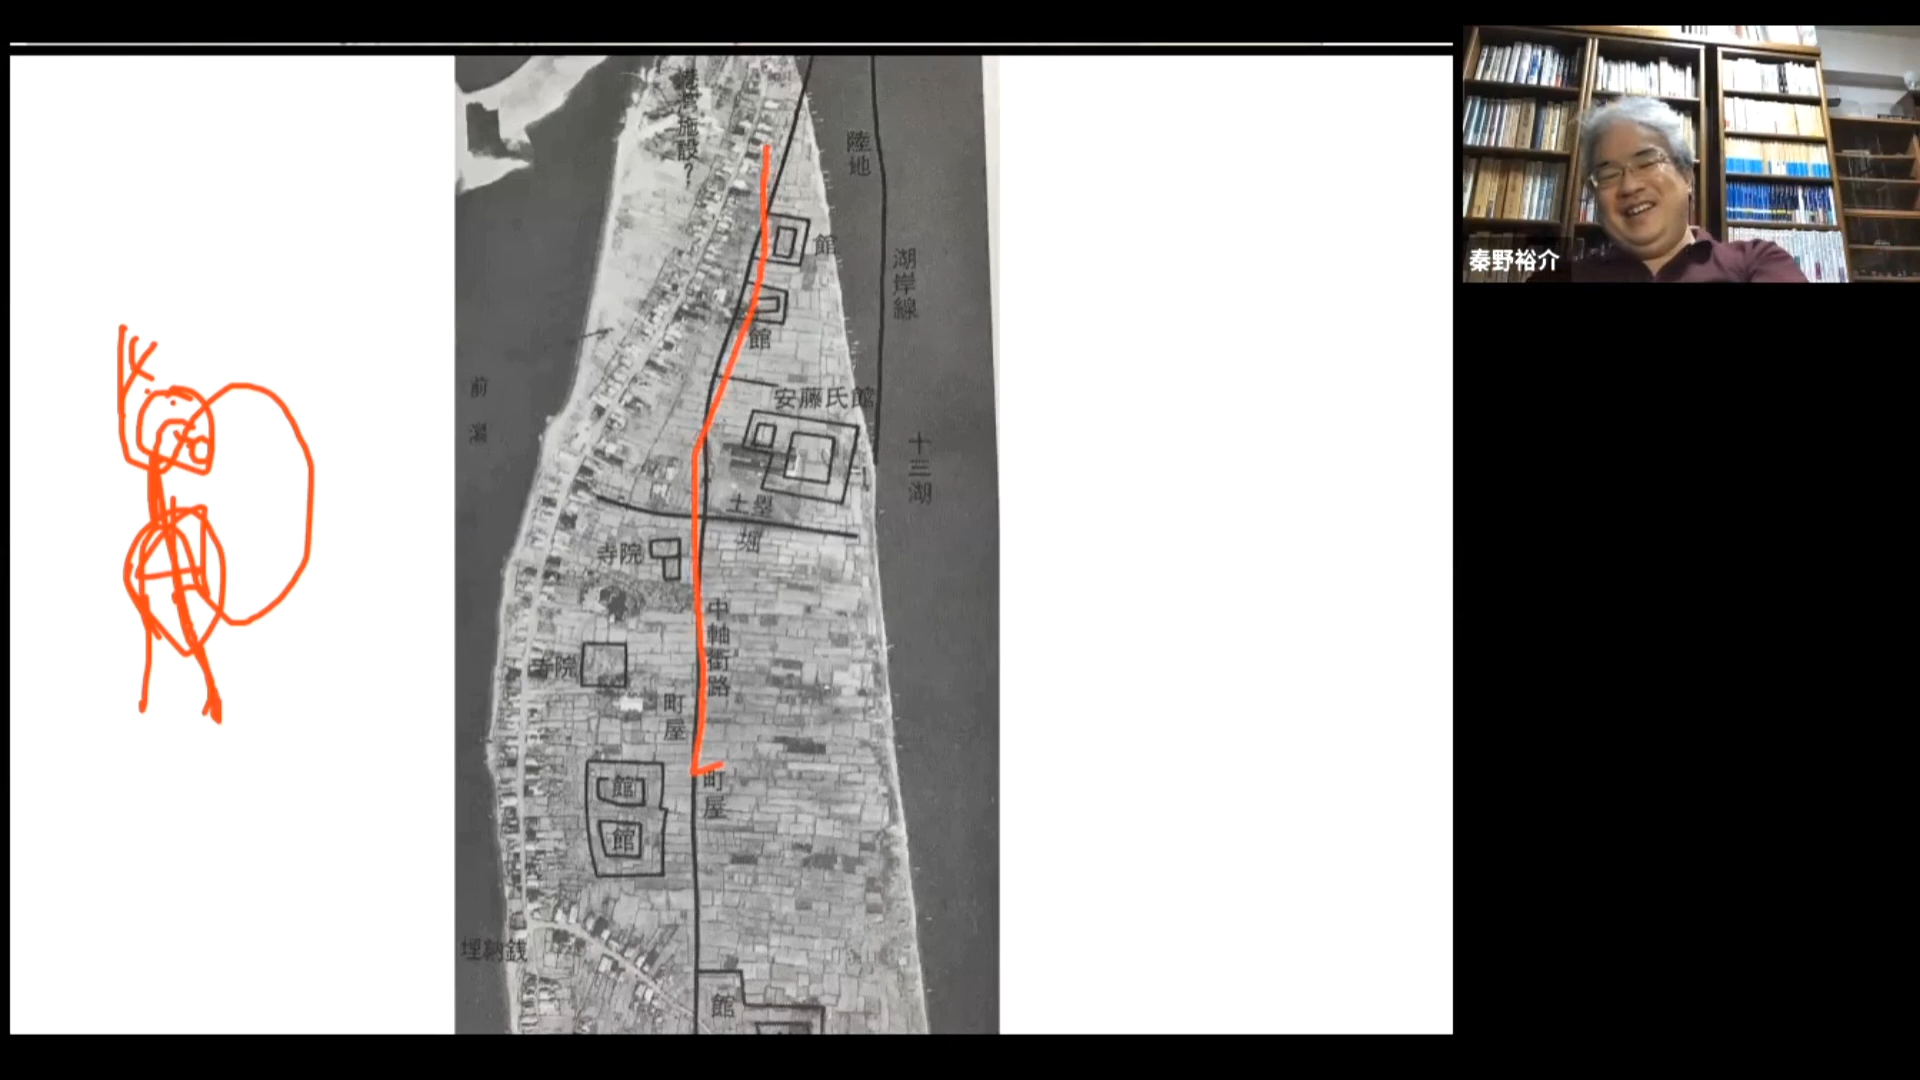 港湾施設?
陸地
館
湖岸線
館
安藤氏館
前
潟
十三湖
土塁
堀
寺院
中軸街路
寺院
町屋
町屋
館
館
埋納銭
館
秦野裕介